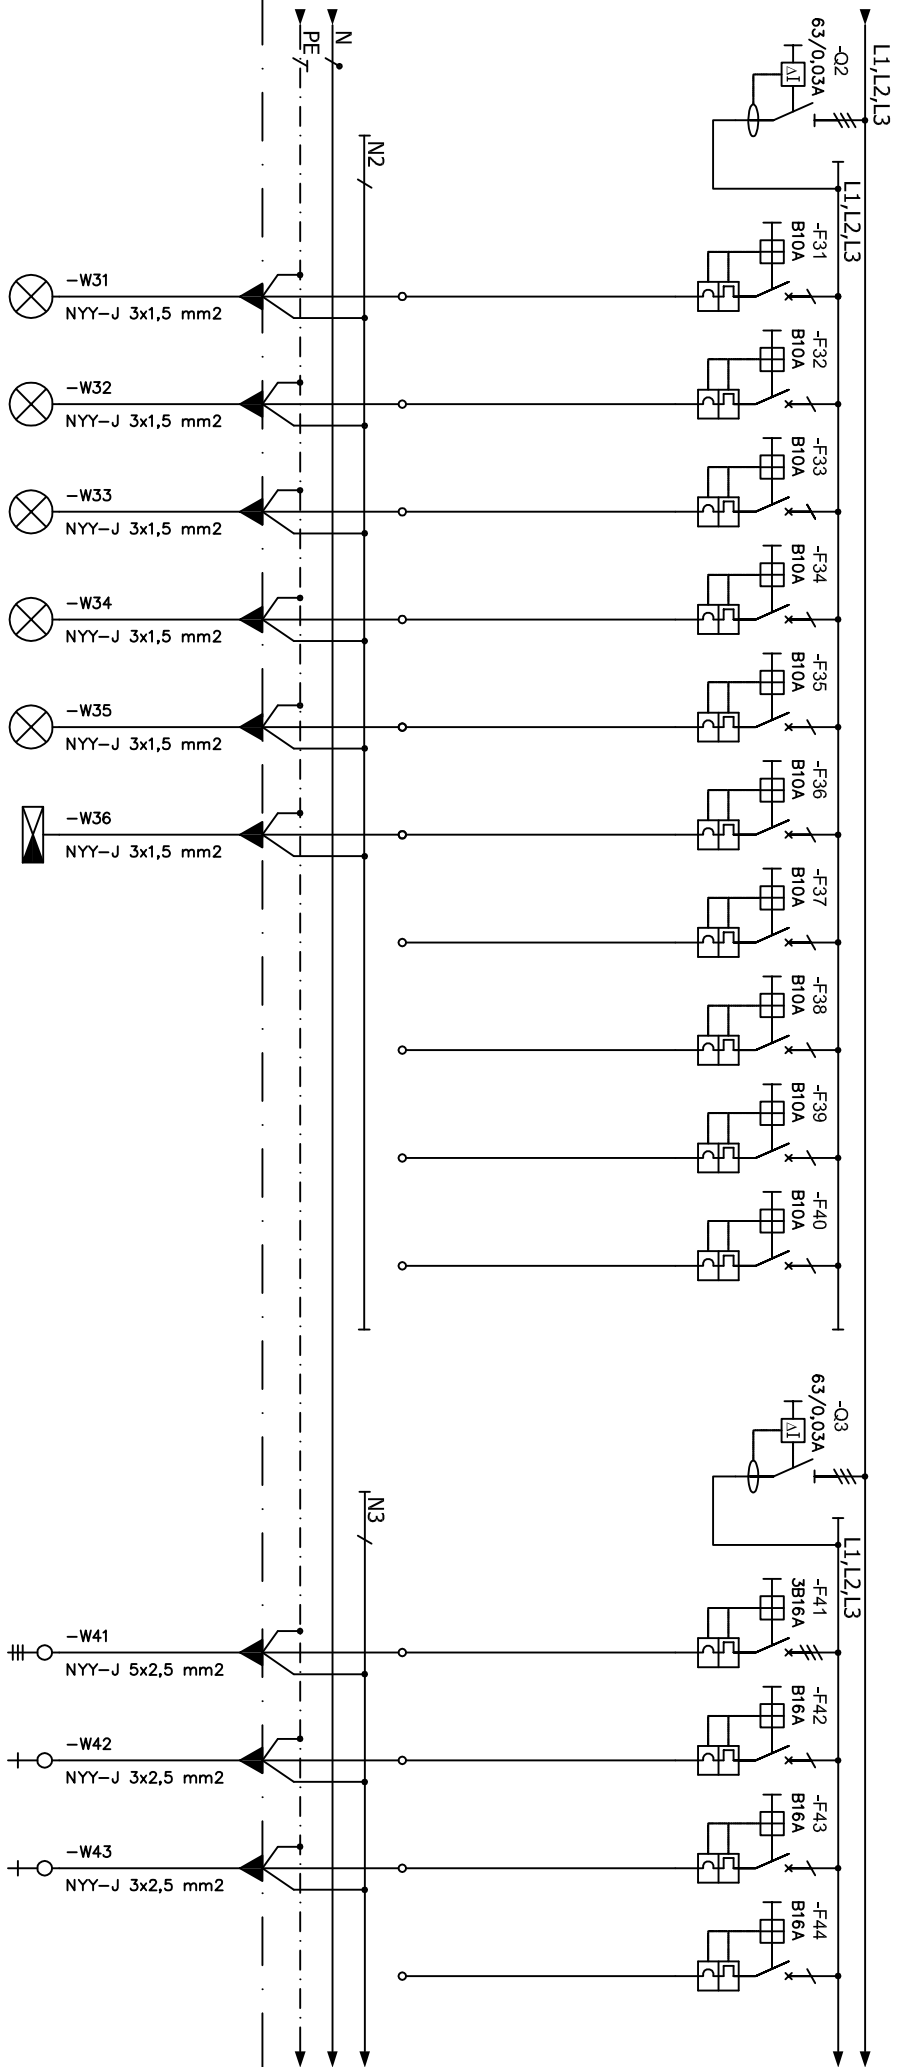 L1,L2,L3
-Q2
63/0,03A
L1,L2,L3
-F31
B10A
-F32
B10A
-F33
B10A
-F34
B10A
-F35
B10A
-F36
B10A
-F37
B10A
-F38
B10A
-F39
B10A
-F40
B10A
-Q3
63/0,03A
L1,L2,L3
-F41
3B16A
-F42
B16A
-F43
B16A
-F44
B16A
ΔI
ΔI
N2
N3
N
PE
-W31
NYY-J 3x1,5 mm2
-W32
NYY-J 3x1,5 mm2
-W33
NYY-J 3x1,5 mm2
-W34
NYY-J 3x1,5 mm2
-W35
NYY-J 3x1,5 mm2
-W36
NYY-J 3x1,5 mm2
-W41
NYY-J 5x2,5 mm2
-W42
NYY-J 3x2,5 mm2
-W43
NYY-J 3x2,5 mm2